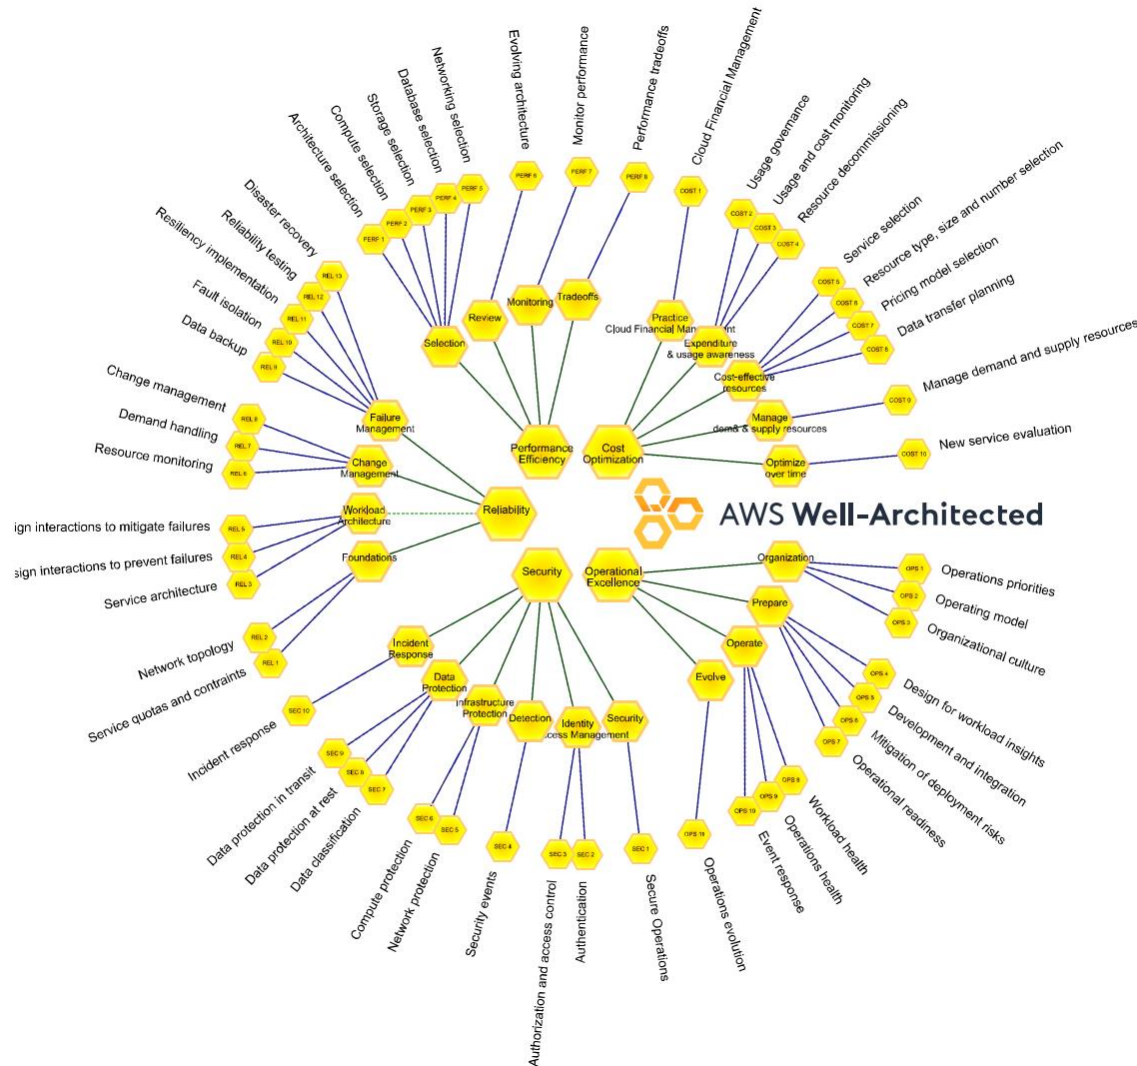 AWS Well-Architected
Performance
Efficiency
Selection
PERF 1
Architecture selection
PERF 2
Compute selection
PERF 3
Storage selection
PERF 4
Database selection
PERF 5
Networking selection
Review
PERF 6
Evolving architecture
Monitoring
PERF 7
Monitor performance
Tradeoffs
PERF 8
Performance tradeoffs
Cost
Optimization
Practice
Cloud Financial Man ent
COST 1
Cloud Financial Management
Expenditure
& usage awareness
COST 2
Usage governance
COST 3
Usage and cost monitoring
COST 4
Resource decommissioning
Cost-effective
resources
COST 5
Service selection
COST 6
Resource type, size and number selection
COST 7
Pricing model selection
COST 8
Data transfer planning
Manage
dem& & supply resources
COST 9
Manage demand and supply resources
Optimize
over time
COST 10
New service evaluation
Operational
Excellence
Organization
OPS 1
Operations priorities
OPS 2
Operating model
OPS 3
Organizational culture
Prepare
OPS 4
Design for workload insights
OPS 5
Development and integration
OPS 6
Mitigation of deployment risks
OPS 7
Operational readiness
Operate
OPS 8
Workload health
OPS 9
Operations health
OPS 10
Event response
Evolve
Operations evolution
Security
Security
SEC 1
Secure Operations
Identity
cess Management
SEC 2
Authentication
SEC 3
Authorization and access control
Detection
SEC 4
Security events
Infrastructure
Protection
SEC 5
Network protection
SEC 6
Compute protection
Data
Protection
SEC 7
Data classification
SEC 8
Data protection at rest
SEC 9
Data protection in transit
Incident
Response
SEC 10
Incident response
Reliability
Foundations
REL 1
Service quotas and contraints
REL 2
Network topology
Workload
Architecture
REL 3
Service architecture
REL 4
sign interactions to prevent failures
REL 5
ign interactions to mitigate failures
Change
Management
REL 6
Resource monitoring
REL 7
Demand handling
REL 8
Change management
Failure
Management
REL 9
Data backup
REL 10
Fault isolation
REL 11
Resiliency implementation
REL 12
Reliability testing
REL 13
Disaster recovery